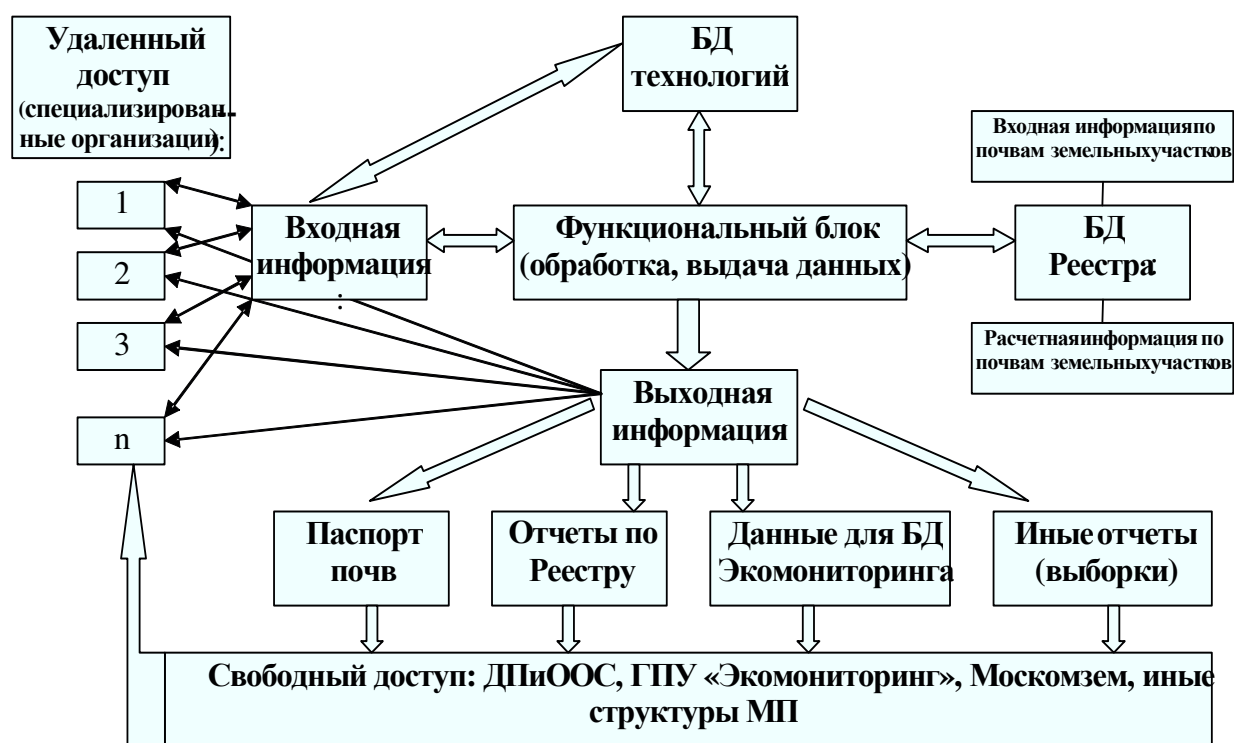 Удаленный
доступ
(специализирован-
ные организации):
БД
технологий
Входная информация по
почвам земельных участков
1
2
3
n
Входная
информация
:
Функциональный блок
(обработка, выдача данных)
БД
Реестра:
Расчетная информация по
почвам земельных участков
Выходная
информация
Паспорт
почв
Отчеты по
Реестру
Данные для БД
Экомониторинга
Иные отчеты
(выборки)
Свободный доступ: ДПиООС, ГПУ «Экомониторинг», Москомзем, иные
структуры МП